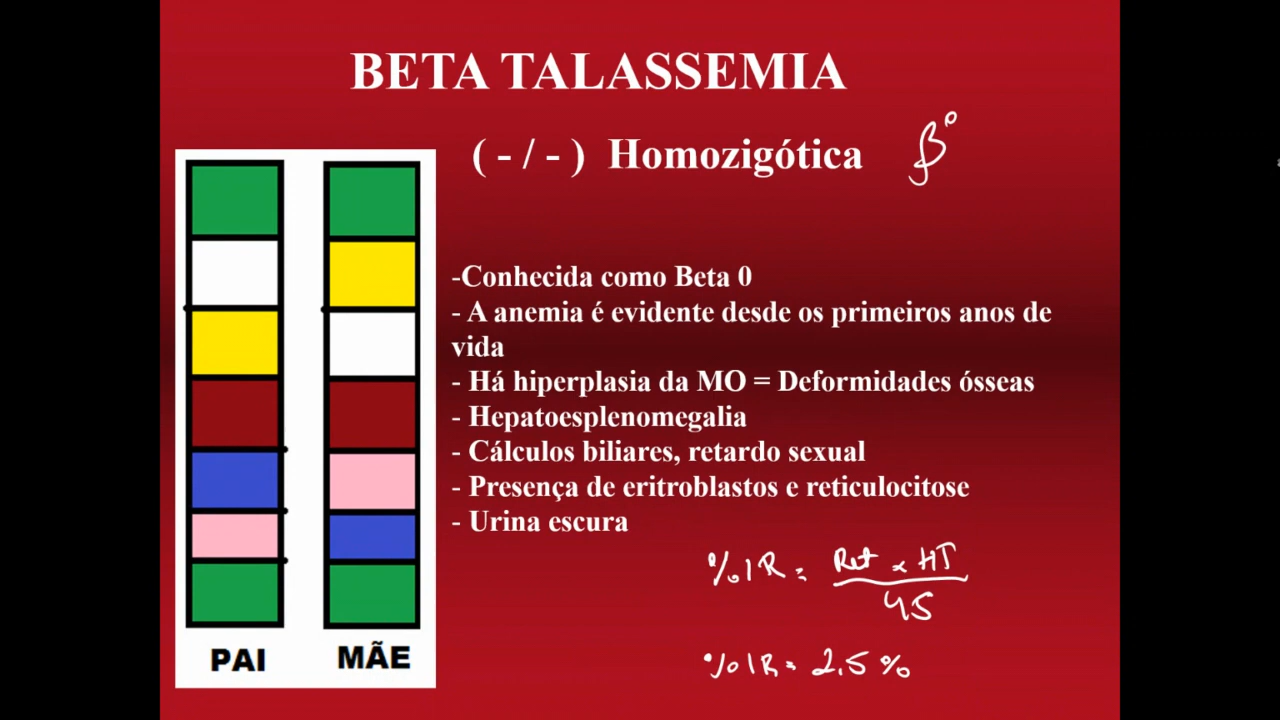 BETA TALASSEMIA
( - / - ) Homozigótica β⁰
-Conhecida como Beta 0
- A anemia é evidente desde os primeiros anos de
vida
- Há hiperplasia da MO = Deformidades ósseas
- Hepatoesplenomegalia
- Cálculos biliares, retardo sexual
- Presença de eritroblastos e reticulocitose
- Urina escura
%IR = Ret x HT
45
%IR = 2.5%
PAI
MÃE